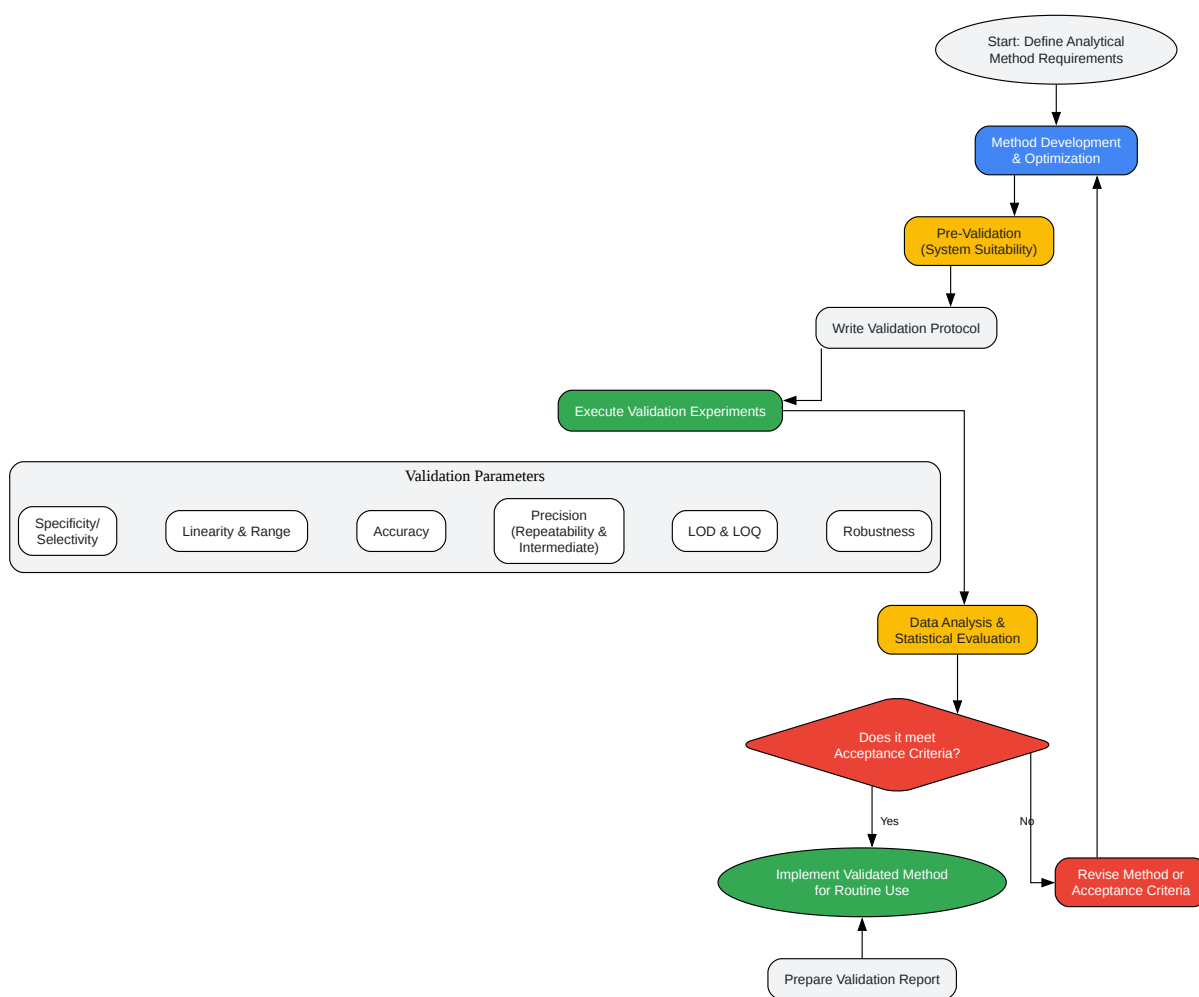 Start: Define Analytical
Method Requirements
Method Development
& Optimization
Pre-Validation
(System Suitability)
Write Validation Protocol
Execute Validation Experiments
Validation Parameters
Specificity/
Selectivity
Linearity & Range
Accuracy
Precision
(Repeatability &
Intermediate)
LOD & LOQ
Robustness
Data Analysis &
Statistical Evaluation
Does it meet
Acceptance Criteria?
Yes
No
Implement Validated Method
for Routine Use
Revise Method or
Acceptance Criteria
Prepare Validation Report